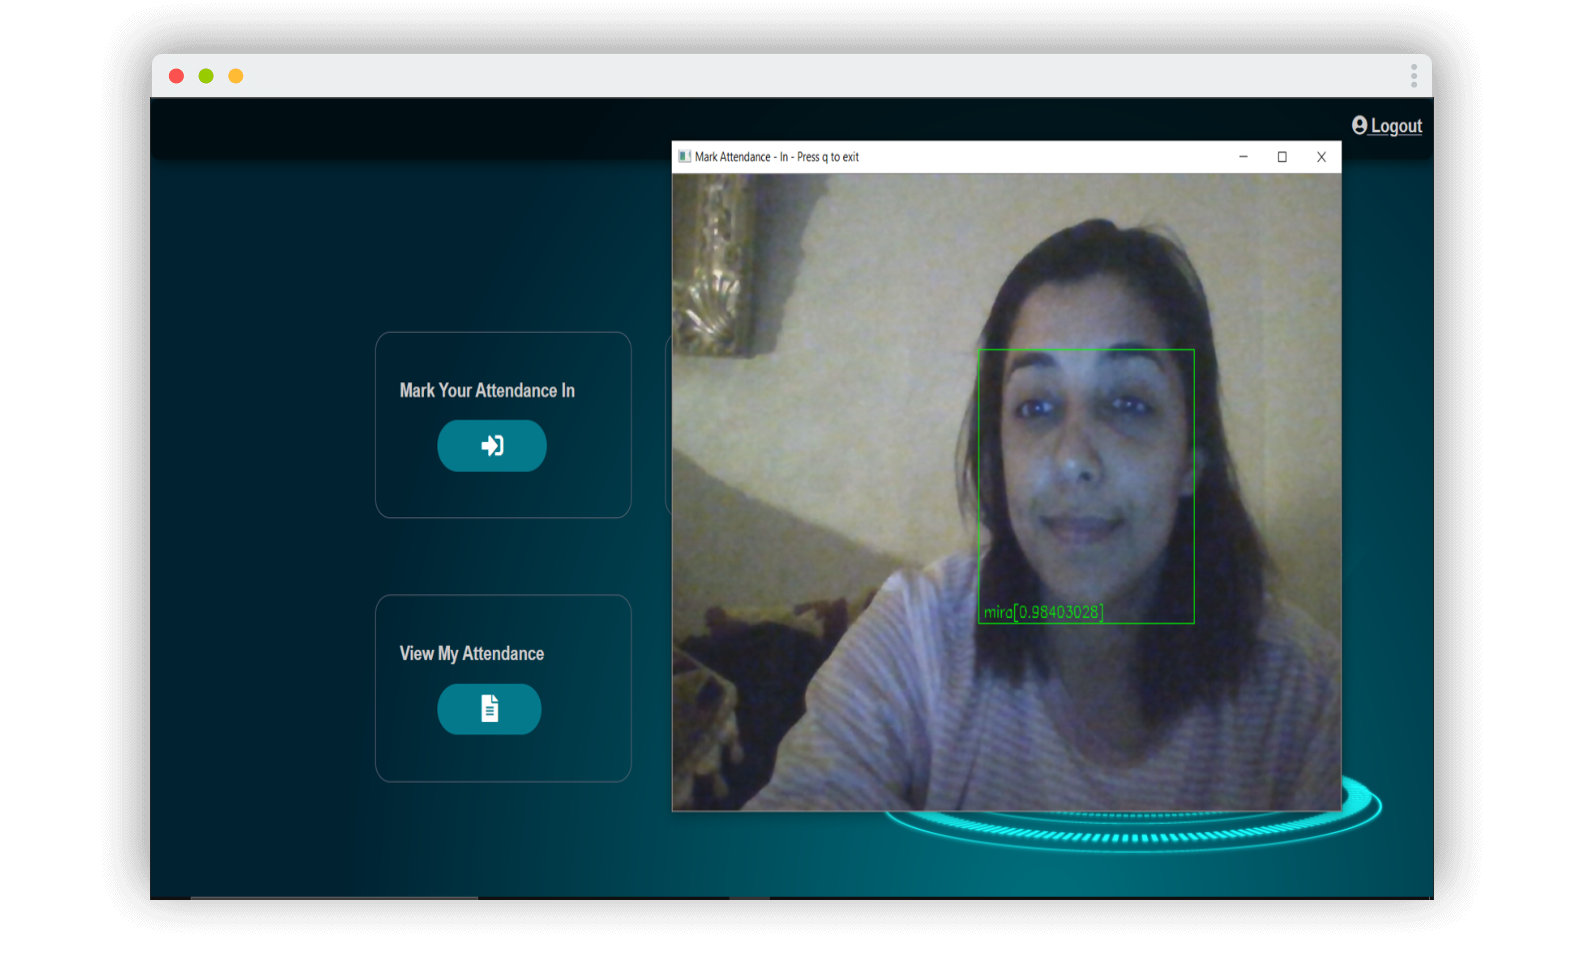 Logout
Mark Attendance - In - Press q to exit
Mark Your Attendance In
mira[0.98403028]
View My Attendance